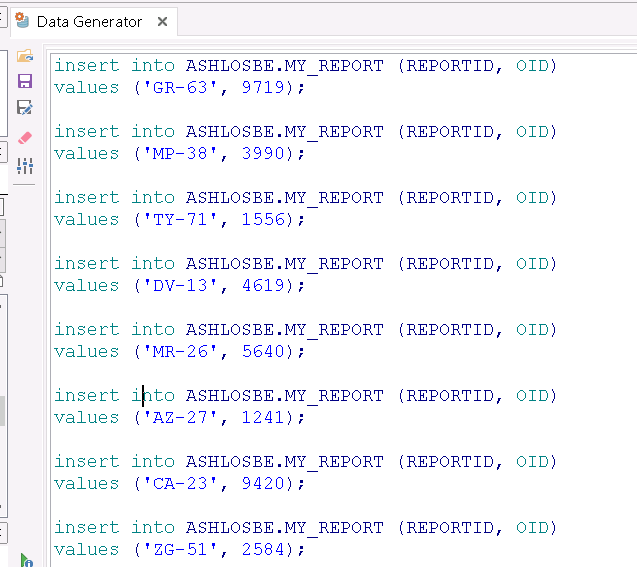 Data Generator
insert into ASHLOSBE.MY_REPORT (REPORTID, OID)
values ('GR-63', 9719);
insert into ASHLOSBE.MY_REPORT (REPORTID, OID)
values ('MP-38', 3990);
insert into ASHLOSBE.MY_REPORT (REPORTID, OID)
values ('TY-71', 1556);
insert into ASHLOSBE.MY_REPORT (REPORTID, OID)
values ('DV-13', 4619);
insert into ASHLOSBE.MY_REPORT (REPORTID, OID)
values ('MR-26', 5640);
insert into ASHLOSBE.MY_REPORT (REPORTID, OID)
values ('AZ-27', 1241);
insert into ASHLOSBE.MY_REPORT (REPORTID, OID)
values ('CA-23', 9420);
insert into ASHLOSBE.MY_REPORT (REPORTID, OID)
values ('ZG-51', 2584);